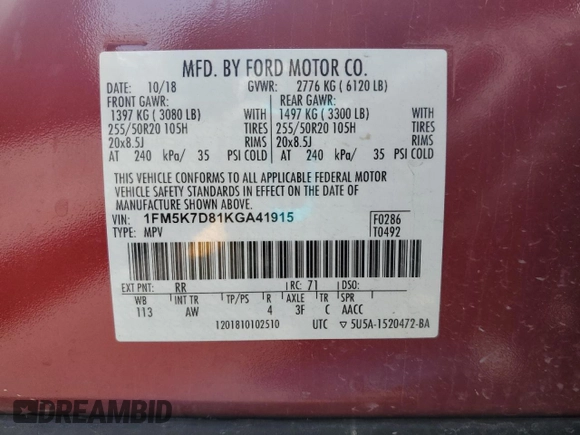 MFD. BY FORD MOTOR CO.
DATE: 10/18 GVWR: 2776 KG ( 6120 LB)
FRONT GAWR: REAR GAWR:
1397 KG ( 3080 LB) WITH 1497 KG ( 3300 LB) WITH
255/50R20 105H TIRES 255/50R20 105H TIRES
20x8.5J RIMS 20x8.5J RIMS
AT 240 kPa/ 35 PSI COLD AT 240 kPa/ 35 PSI COLD
THIS VEHICLE CONFORMS TO ALL APPLICABLE FEDERAL MOTOR
VEHICLE SAFETY STANDARDS IN EFFECT ON THE DATE OF
MANUFACTURE SHOWN ABOVE.
VIN: 1FM5K7D81KGA41915 F0286
TYPE: MPV T0492
EXT PNT: RR RC: 71 DSO:
WB INT TR TP/PS R AXLE TR SPR
113 AW 4 3F C AACC
1201810102510 UTC ▽ 5U5A-1520472-BA
DREAMBID